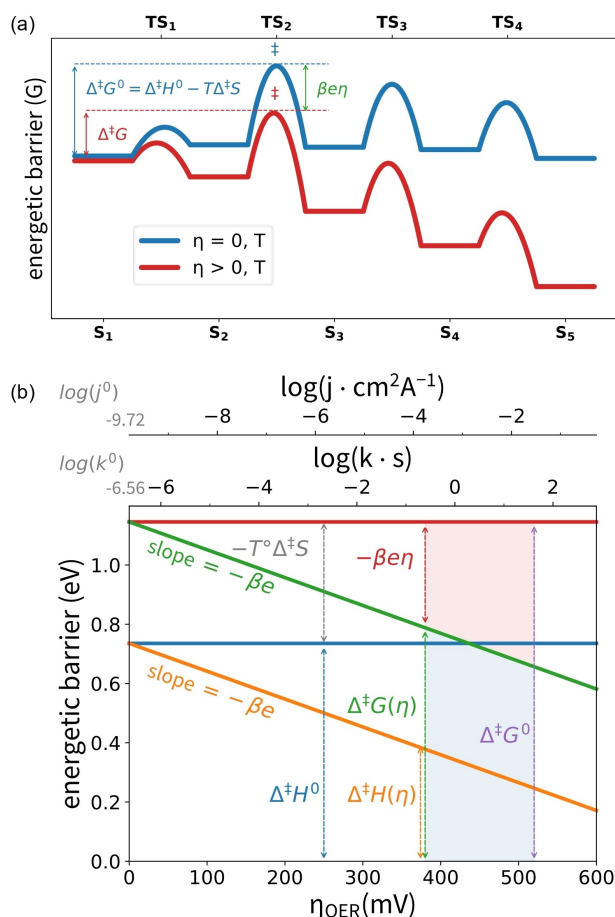 (a)
TS₁ TS₂ TS₃ TS₄
‡
Δ‡G⁰ = Δ‡H⁰ − TΔ‡S
βeη
‡
Δ‡G
energetic barrier (G)
η = 0, T
η > 0, T
S₁ S₂ S₃ S₄ S₅
(b)
log(j⁰)
log(j · cm²A⁻¹)
-9.72
−8 −6 −4 −2
log(k⁰)
log(k · s)
-6.56
−6 −4 −2 0 2
energetic barrier (eV)
1.0
0.8
0.6
0.4
0.2
0.0
−T°Δ‡S
−βeη
slope = −βe
slope = −βe
Δ‡G(η)
Δ‡G⁰
Δ‡H⁰
Δ‡H(η)
0 100 200 300 400 500 600
η_OER(mV)